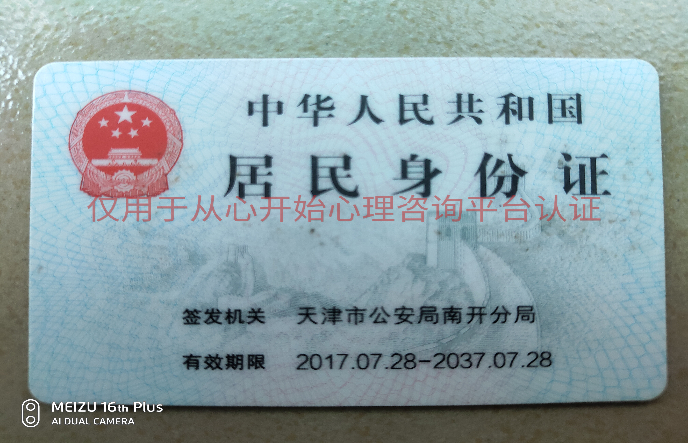 中华人民共和国
居民身份证
仅用于从心开始心理咨询平台认证
签发机关 天津市公安局南开分局
有效期限 2017.07.28-2037.07.28
MEIZU 16th Plus
AI DUAL CAMERA